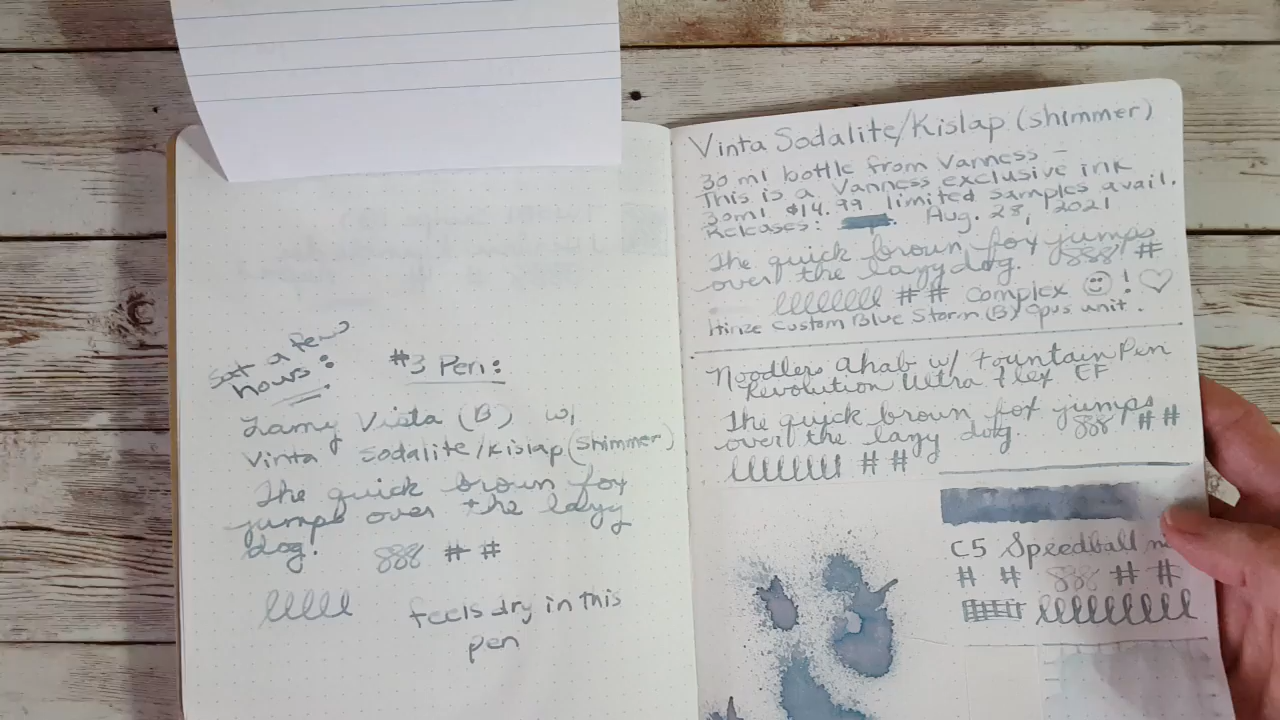 Sat a few
hours:
#3 Pen:
Lamy Vista (B) w/
Vinta Sodalite/Kislap (shimmer)
The quick brown fox
jumps over the lazy
dog. 888 # #
lllll
feels dry in this
pen
Vinta Sodalite/Kislap (shimmer)
30 ml bottle from Vanness -
This is a Vanness exclusive ink
30ml $14.99 limited samples avail.
Releases: Aug. 28, 2021
The quick brown fox jumps
over the lazy dog. 888 #
llllllll # # complex ☺ ! ♡
Hinze Custom Blue Storm (B) Opus unit.
Noodlers Ahab w/ Fountain Pen
Revolution Ultra Flex EF
The quick brown fox jumps
over the lazy dog 888 # #
llllllll # #
C5 Speedball
# # 888 # #
lllllllll